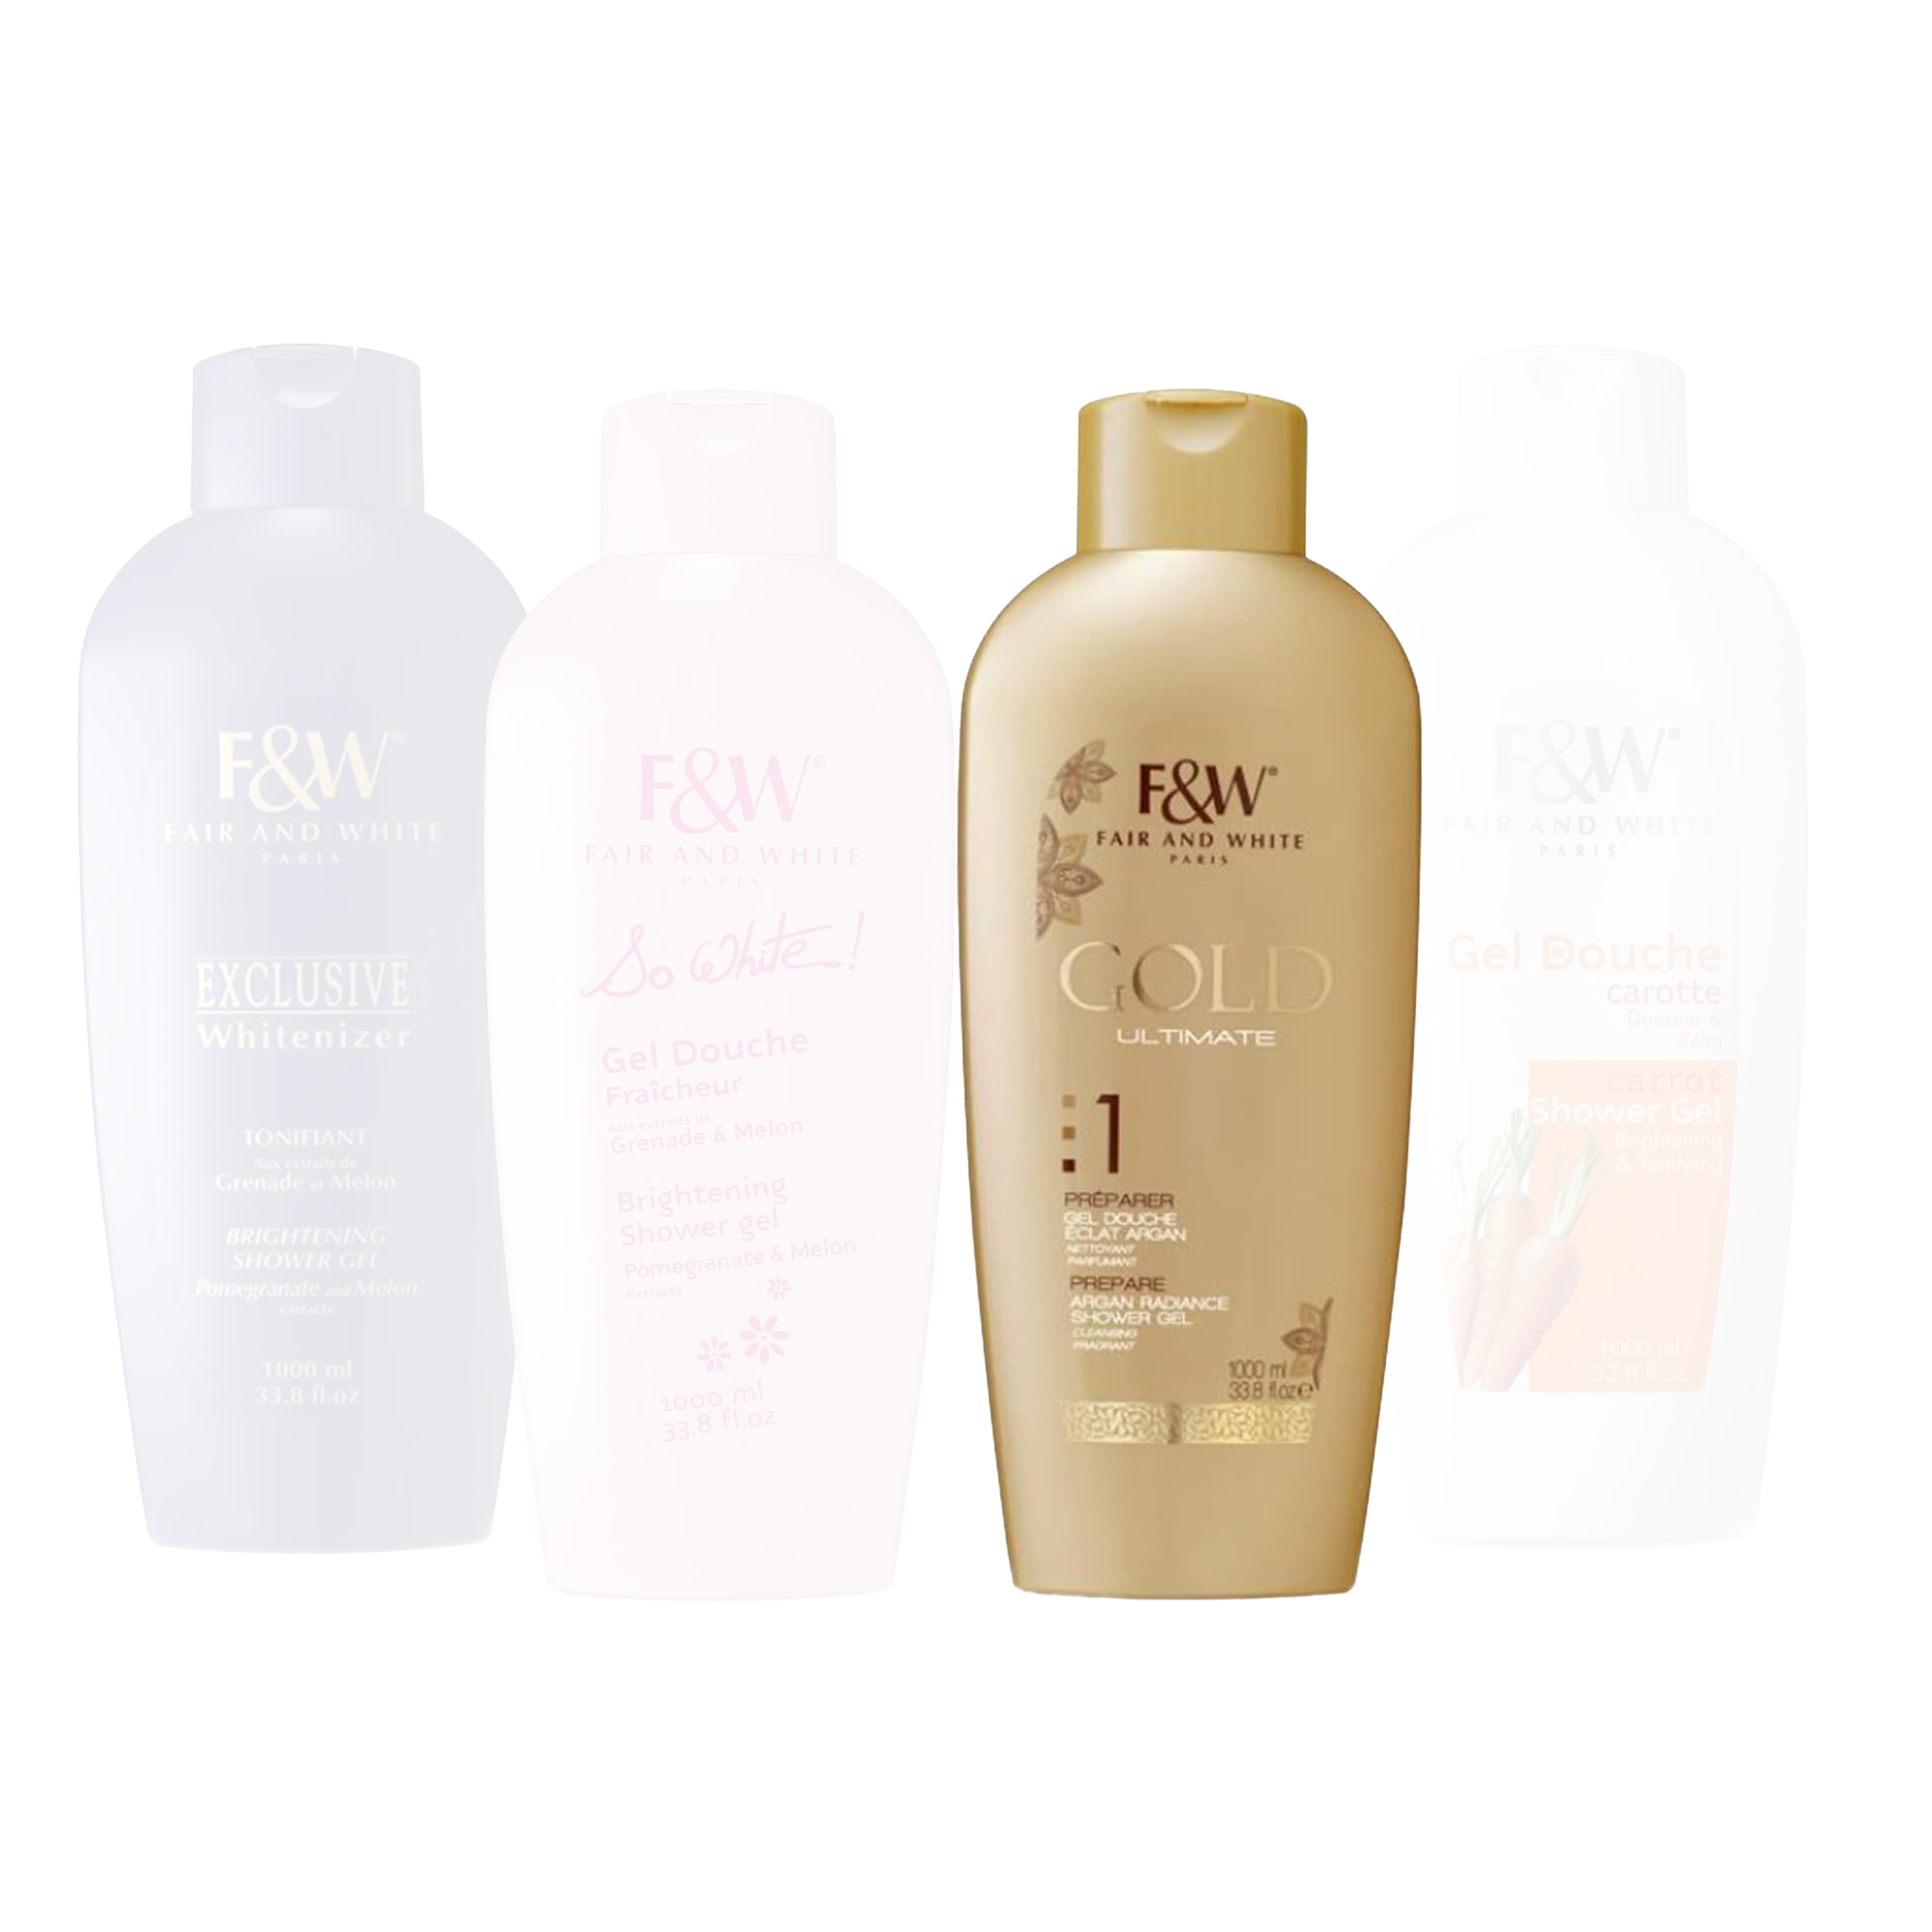 F&W®
FAIR AND WHITE
PARIS
EXCLUSIVE
Whitenizer
TONIFIANT
Aux extraits de
Grenade et Melon
BRIGHTENING
SHOWER GEL
Pomegranate and Melon
extracts
1000 ml
33.8 fl.oz
F&W®
FAIR AND WHITE
PARIS
So White!
Gel Douche
Fraîcheur
Aux extraits de
Grenade & Melon
Brightening
Shower gel
Pomegranate & Melon
Extracts
1000 ml
33.8 fl.oz
F&W®
FAIR AND WHITE
PARIS
GOLD
ULTIMATE
1
PRÉPARER
GEL DOUCHE
ÉCLAT ARGAN
NETTOYANT
PARFUMANT
PREPARE
ARGAN RADIANCE
SHOWER GEL
CLEANSING
FRAGRANT
1000 ml
33.8 fl.oz e
F&W
FAIR AND WHITE
PARIS
Gel Douche
carotte
Douceur &
Eclat
carrot
Shower Gel
Brightening
& Tonifying
1000 ml
33.8 fl.oz